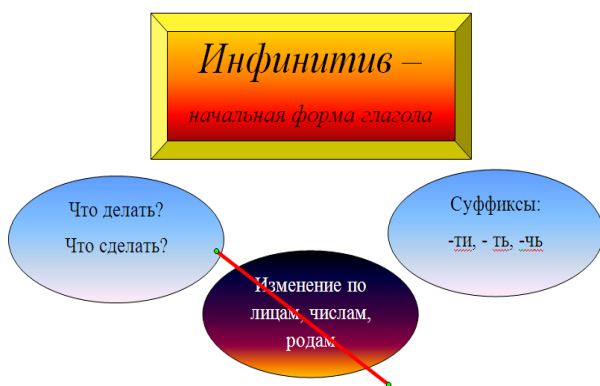 Инфинитив –
начальная форма глагола
Что делать?
Что сделать?
Суффиксы:
-ти, - ть, -чь
Изменение по
лицам, числам,
родам